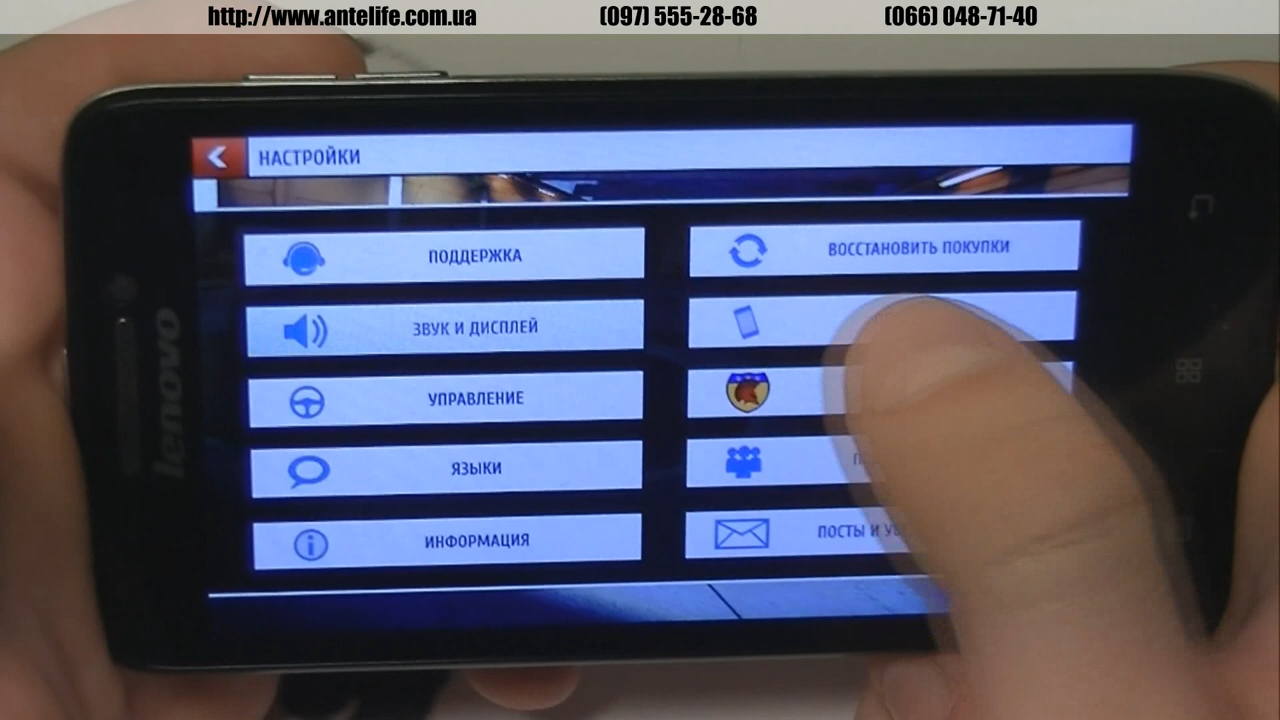 http://www.antelife.com.ua (097) 555-28-68 (066) 048-71-40
НАСТРОЙКИ
ПОДДЕРЖКА
ВОССТАНОВИТЬ ПОКУПКИ
ЗВУК И ДИСПЛЕЙ
УПРАВЛЕНИЕ
ЯЗЫКИ
ИНФОРМАЦИЯ
ПОСТЫ И
lenovo